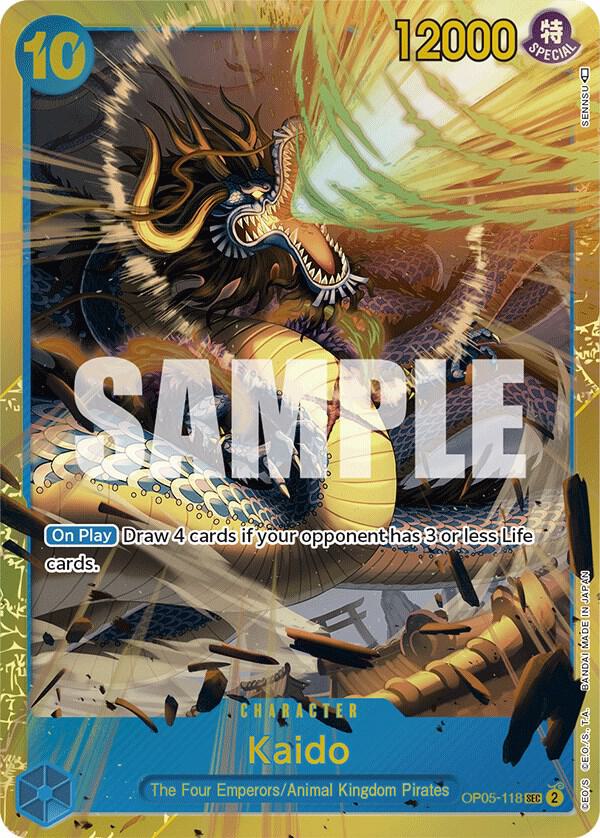 10
12000
特
SPECIAL
SENNSU
SAMPLE
On Play Draw 4 cards if your opponent has 3 or less Life
cards.
©E.O./S. ©E.O./S., T.A. BANDAI MADE IN JAPAN
CHARACTER
Kaido
The Four Emperors/Animal Kingdom Pirates
OP05-118 SEC 2